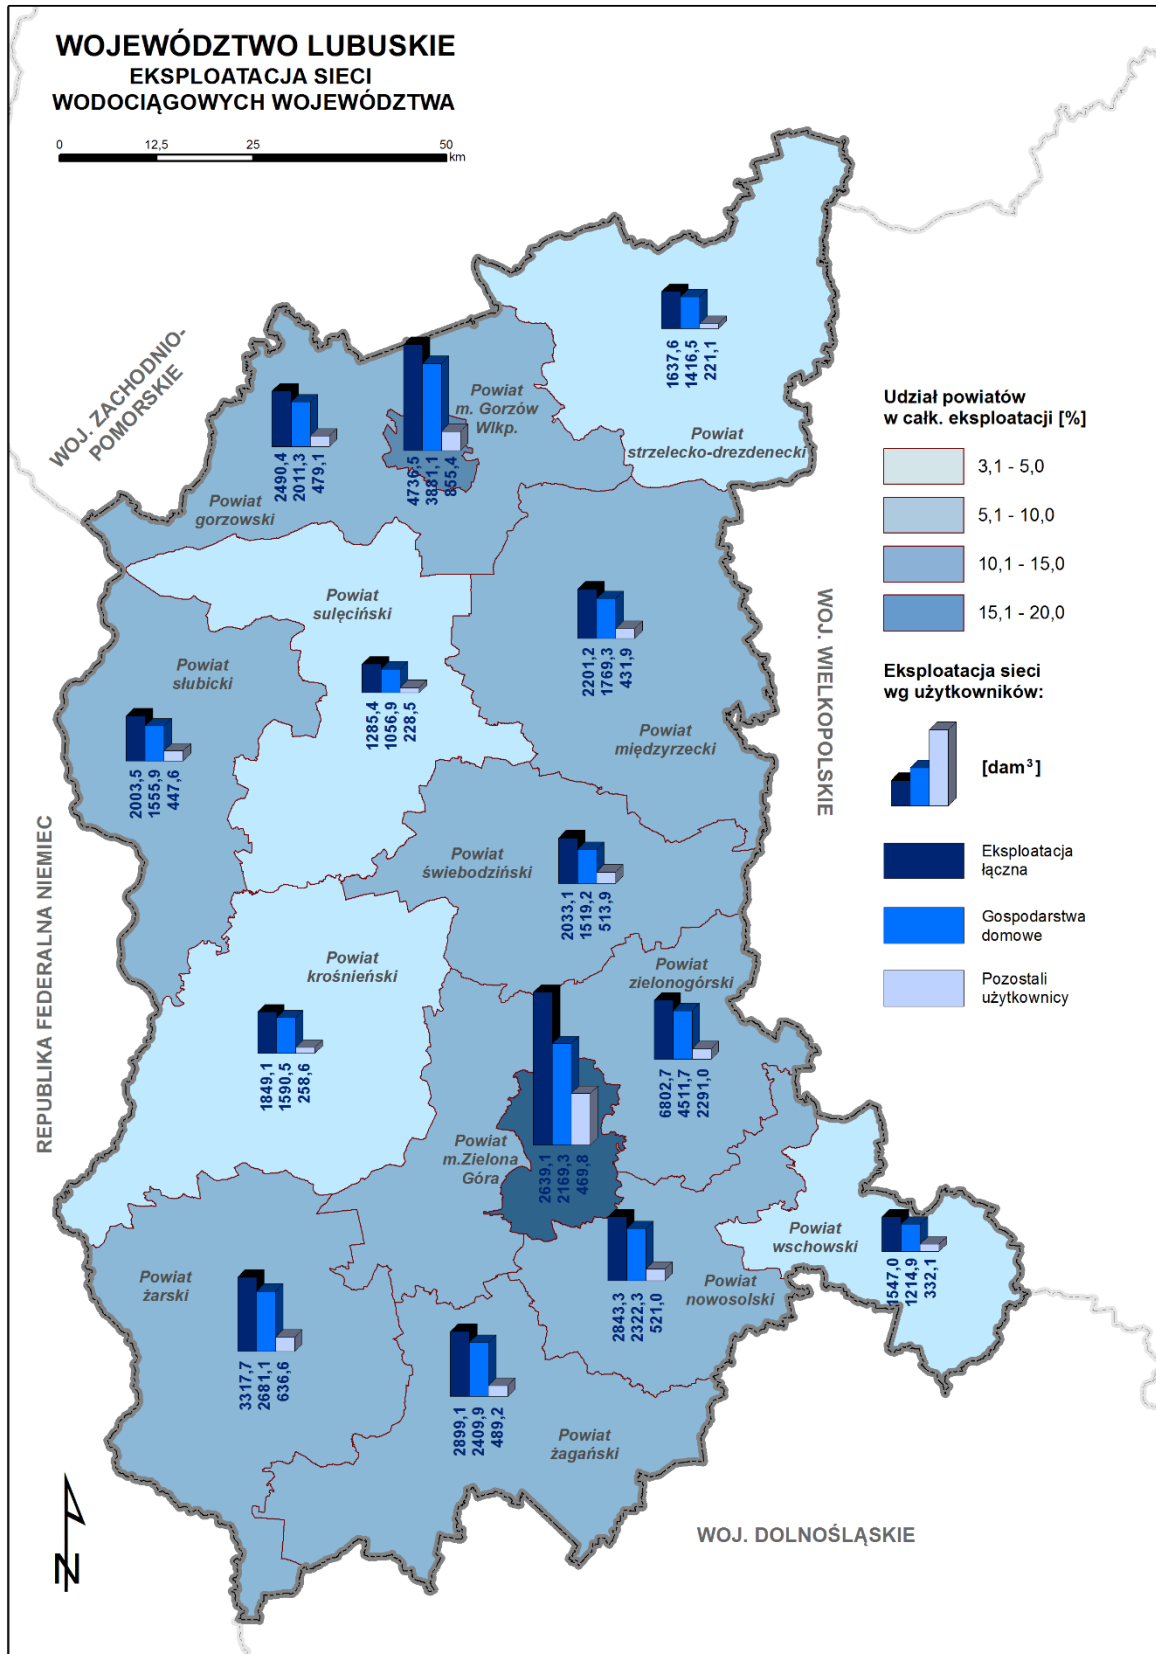 WOJEWÓDZTWO LUBUSKIE
EKSPLOATACJA SIECI
WODOCIĄGOWYCH WOJEWÓDZTWA
0 12,5 25 50
km
WOJ. ZACHODNIO-
POMORSKIE
1637,6
1416,5
221,1
Powiat
strzelecko-drezdenecki
Powiat
m. Gorzów
Wlkp.
4736,5
3881,1
855,4
2490,4
2011,3
479,1
Powiat
gorzowski
Powiat
sulęciński
1285,4
1056,9
228,5
2201,2
1769,3
431,9
Powiat
międzyrzecki
Powiat
słubicki
2003,5
1555,9
447,6
Powiat
świebodziński
2033,1
1519,2
513,9
Powiat
krośnieński
1849,1
1590,5
258,6
Powiat
zielonogórski
6802,7
4511,7
2291,0
Powiat
m.Zielona
Góra
2639,1
2169,3
469,8
Powiat
wschowski
1547,0
1214,9
332,1
Powiat
nowosolski
2843,3
2322,3
521,0
Powiat
żarski
3317,7
2681,1
636,6
2899,1
2409,9
489,2
Powiat
żagański
REPUBLIKA FEDERALNA NIEMIEC
WOJ. WIELKOPOLSKIE
WOJ. DOLNOŚLĄSKIE
N
Udział powiatów
w całk. eksploatacji [%]
3,1 - 5,0
5,1 - 10,0
10,1 - 15,0
15,1 - 20,0
Eksploatacja sieci
wg użytkowników:
[dam³]
Eksploatacja
łączna
Gospodarstwa
domowe
Pozostali
użytkownicy